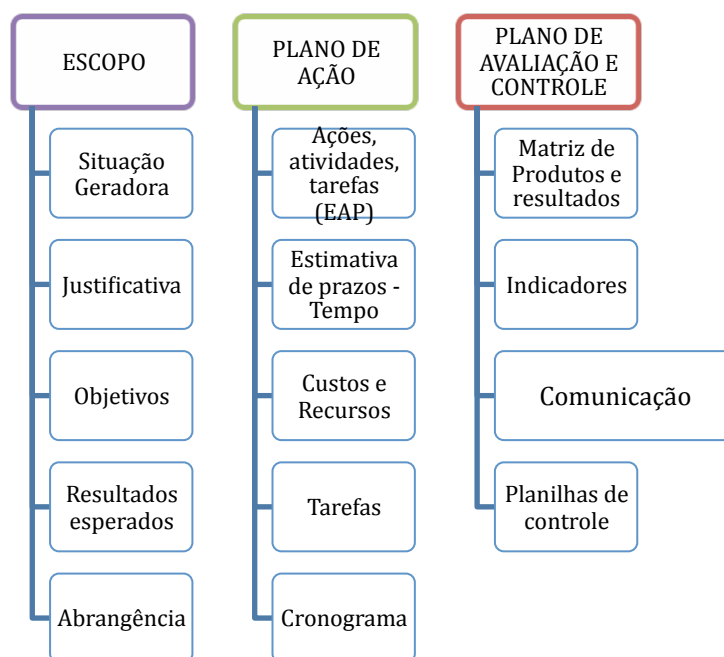 ESCOPO
Situação
Geradora
Justificativa
Objetivos
Resultados
esperados
Abrangência
PLANO DE
AÇÃO
Ações,
atividades,
tarefas
(EAP)
Estimativa
de prazos -
Tempo
Custos e
Recursos
Tarefas
Cronograma
PLANO DE
AVALIAÇÃO E
CONTROLE
Matriz de
Produtos e
resultados
Indicadores
Comunicação
Planilhas de
controle